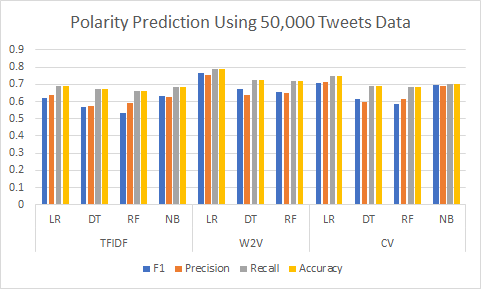 Polarity Prediction Using 50,000 Tweets Data
0.9
0.8
0.7
0.6
0.5
0.4
0.3
0.2
0.1
0
LR DT RF NB LR DT RF LR DT RF NB
TFIDF W2V CV
F1 Precision Recall Accuracy